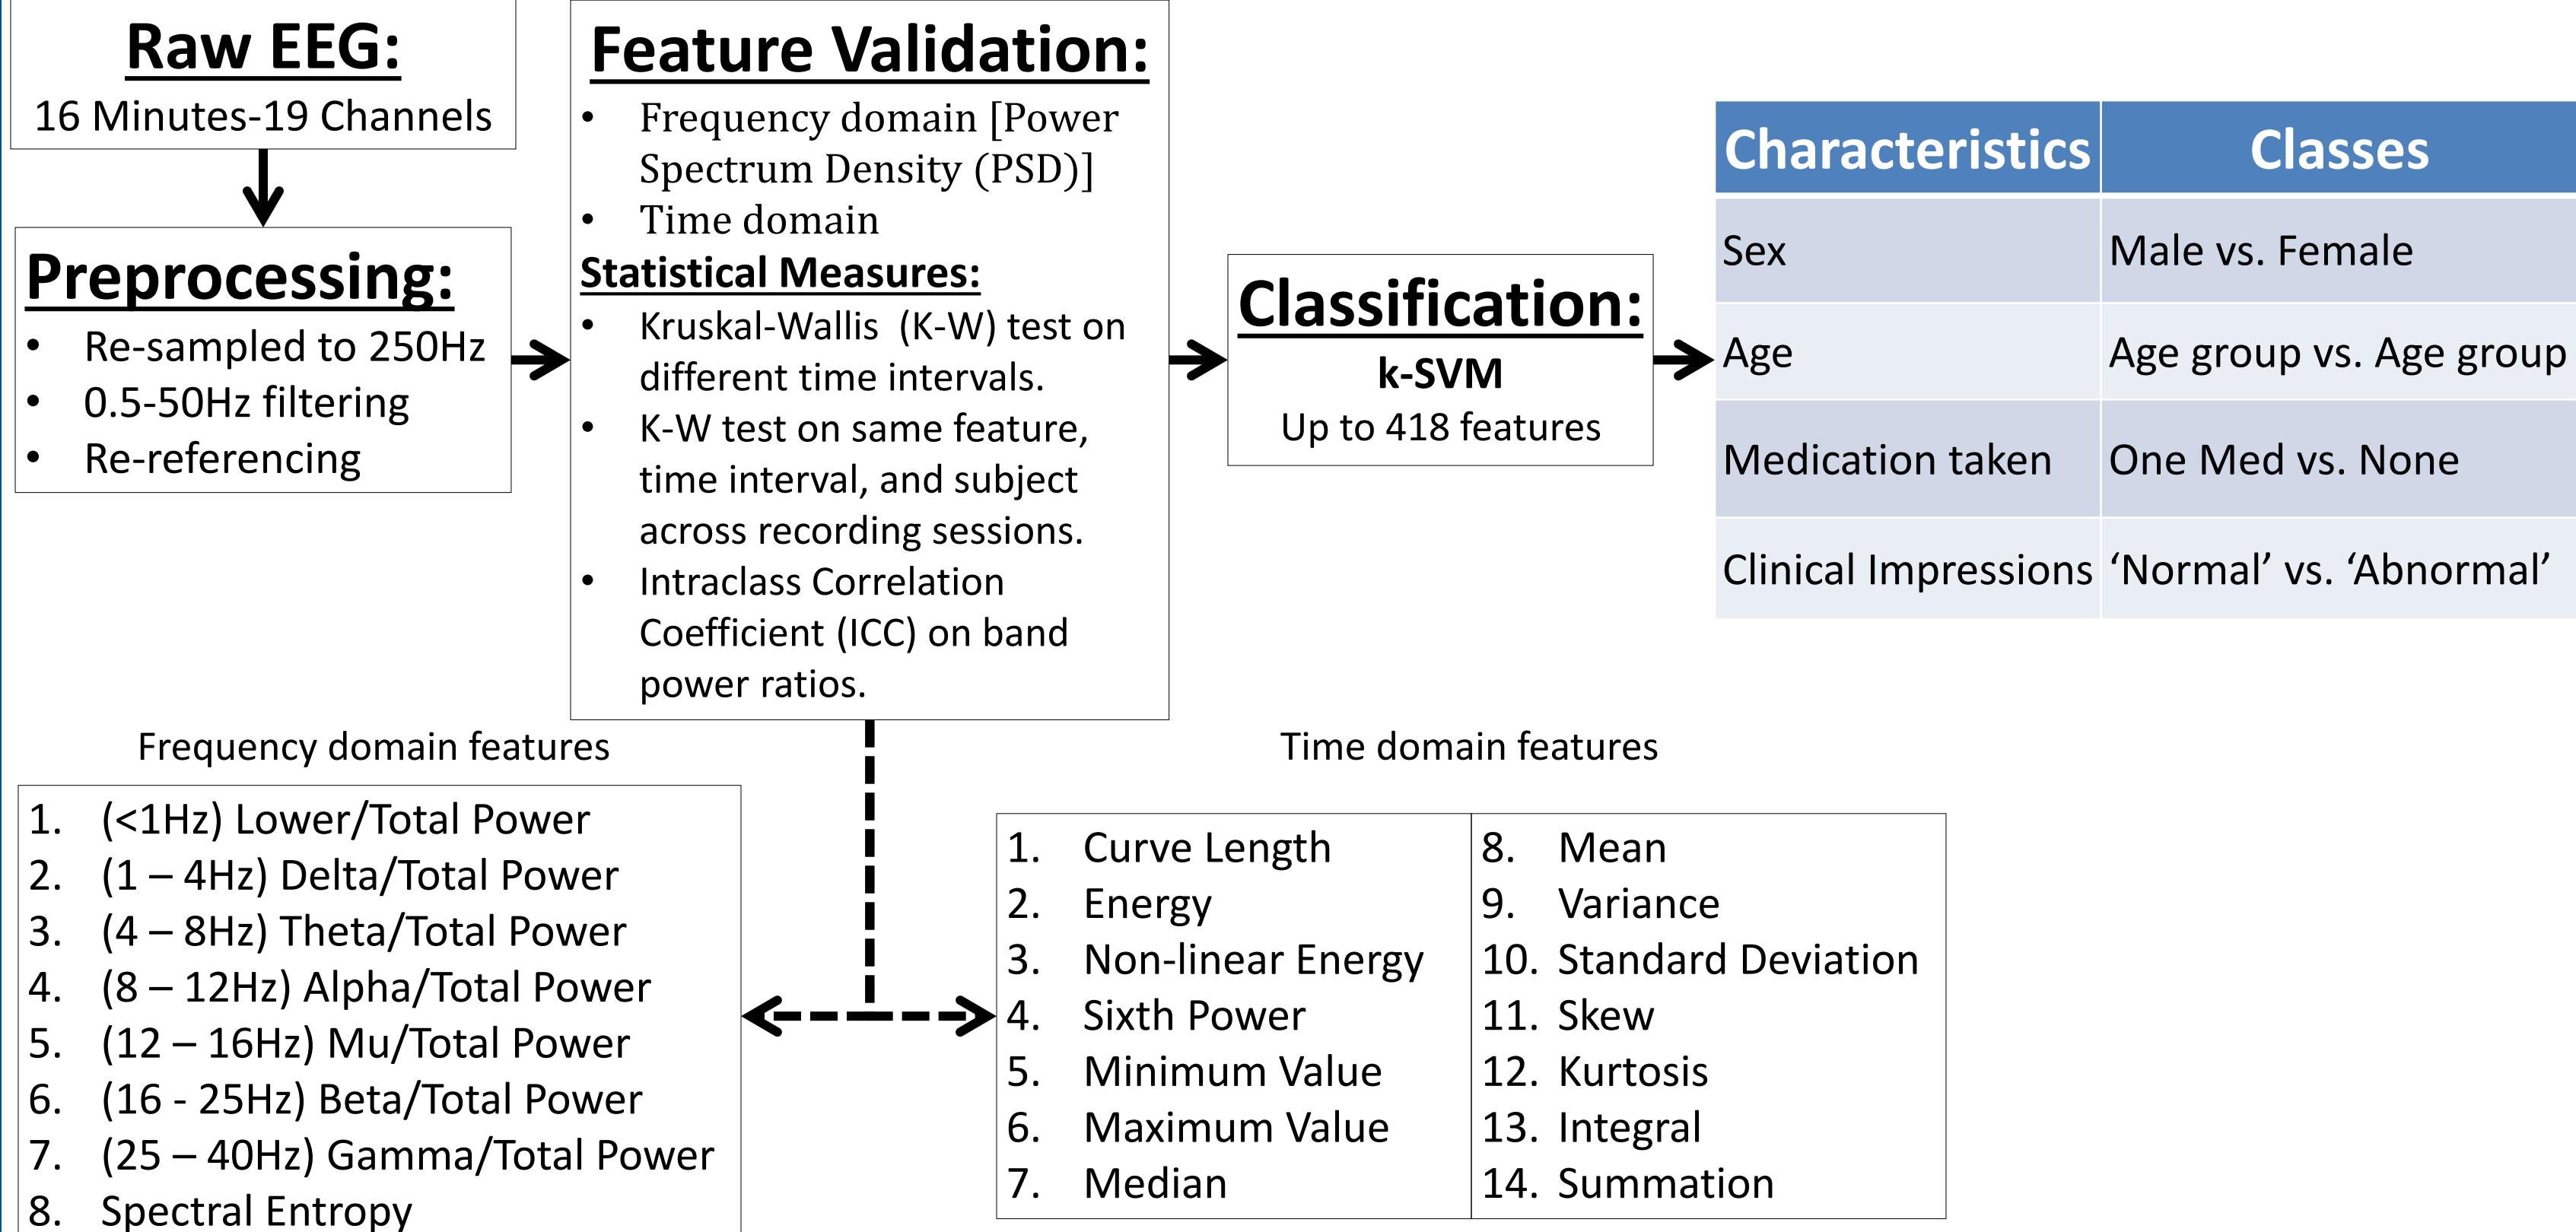 Raw EEG:
16 Minutes-19 Channels
Preprocessing:
• Re-sampled to 250Hz
• 0.5-50Hz filtering
• Re-referencing
Feature Validation:
• Frequency domain [Power
Spectrum Density (PSD)]
• Time domain
Statistical Measures:
• Kruskal-Wallis (K-W) test on
different time intervals.
• K-W test on same feature,
time interval, and subject
across recording sessions.
• Intraclass Correlation
Coefficient (ICC) on band
power ratios.
Classification:
k-SVM
Up to 418 features
Characteristics Classes
Sex Male vs. Female
Age Age group vs. Age group
Medication taken One Med vs. None
Clinical Impressions ‘Normal’ vs. ‘Abnormal’
Frequency domain features
1. (<1Hz) Lower/Total Power
2. (1 – 4Hz) Delta/Total Power
3. (4 – 8Hz) Theta/Total Power
4. (8 – 12Hz) Alpha/Total Power
5. (12 – 16Hz) Mu/Total Power
6. (16 - 25Hz) Beta/Total Power
7. (25 – 40Hz) Gamma/Total Power
8. Spectral Entropy
Time domain features
1. Curve Length
2. Energy
3. Non-linear Energy
4. Sixth Power
5. Minimum Value
6. Maximum Value
7. Median
8. Mean
9. Variance
10. Standard Deviation
11. Skew
12. Kurtosis
13. Integral
14. Summation